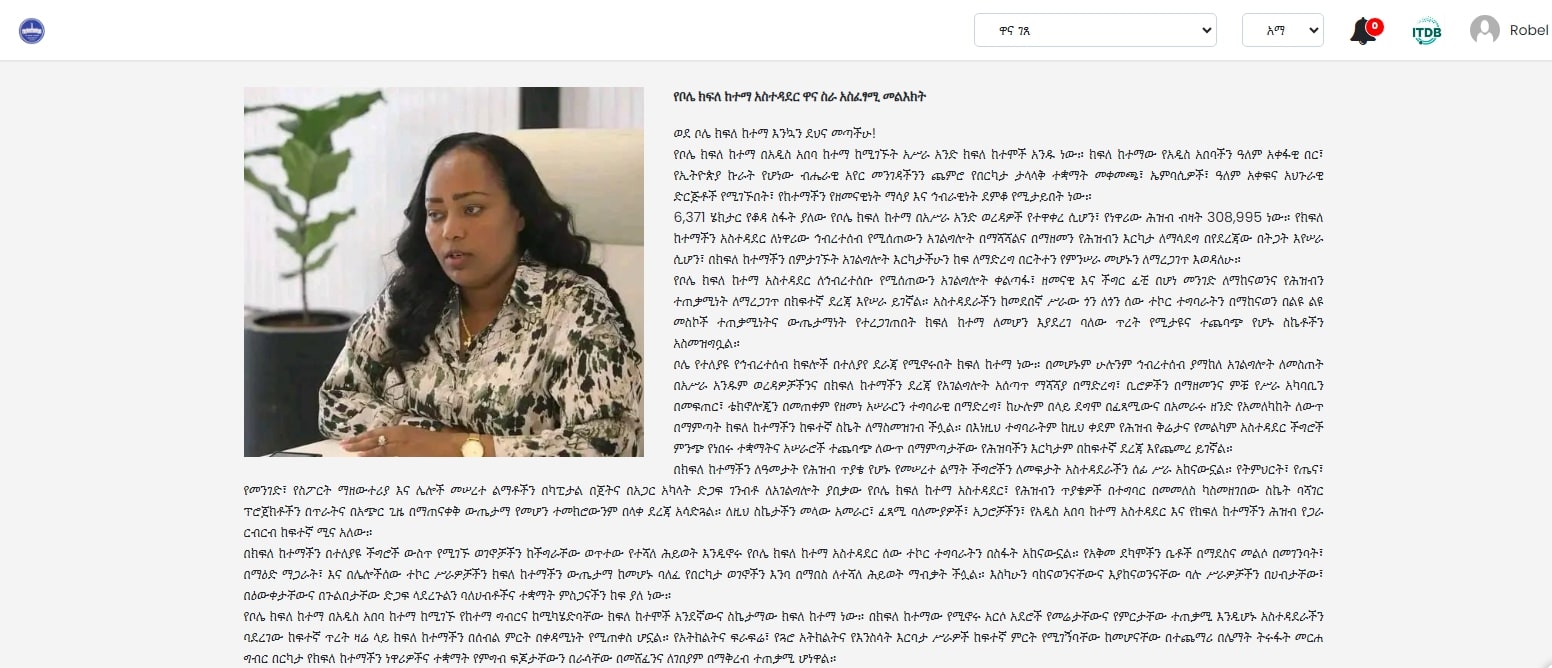 ዋና ገጽ
አማ
0
ITDB
Robel
የቦሌ ክፍለ ከተማ አስተዳደር ዋና ስራ አስፈፃሚ መልእክት
ወደ ቦሌ ክፍለ ከተማ እንኳን ደህና መጣችሁ!
የቦሌ ክፍለ ከተማ በአዲስ አበባ ከተማ ከሚገኙት አሥራ አንድ ክፍለ ከተሞች አንዱ ነው። ክፍለ ከተማው የአዲስ አበባችን ዓለም አቀፋዊ በር፣
የኢትዮጵያ ኩራት የሆነው ብሔራዊ አየር መንገዳችንን ጨምሮ የበርካታ ታላላቅ ተቋማት መቀመጫ፣ ኤምባሲዎች፣ ዓለም አቀፍና አህጉራዊ
ድርጅቶች የሚገኙበት፣ የከተማችን የዘመናዊነት ማሳያ እና ኅብራዊነት ደምቆ የሚታይበት ነው።
6,371 ሄክታር የቆዳ ስፋት ያለው የቦሌ ክፍለ ከተማ በአሥራ አንድ ወረዳዎች የተዋቀረ ሲሆን፣ የነዋሪው ሕዝብ ብዛት 308,995 ነው። የክፍለ
ከተማችን አስተዳደር ለነዋሪው ኅብረተሰብ የሚሰጠውን አገልግሎት በማሻሻልና በማዘመን የሕዝብን እርካታ ለማሳደግ በየደረጃው በትጋት እየሠራ
ሲሆን፣ በክፍለ ከተማችን በምታገኙት አገልግሎት እርካታችሁን ከፍ ለማድረግ በርትተን የምንሠራ መሆኑን ለማረጋገጥ እወዳለሁ።
የቦሌ ክፍለ ከተማ አስተዳደር ለኅብረተሰቡ የሚሰጠውን አገልግሎት ቀልጣፋ፣ ዘመናዊ እና ችግር ፈቺ በሆነ መንገድ ለማከናወንና የሕዝብን
ተጠቃሚነት ለማረጋገጥ በከፍተኛ ደረጃ እየሠራ ይገኛል። አስተዳደራችን ከመደበኛ ሥራው ጎን ለጎን ሰው ተኮር ተግባራትን በማከናወን በልዩ ልዩ
መስኮች ተጠቃሚነትና ውጤታማነት የተረጋገጠበት ክፍለ ከተማ ለመሆን እያደረገ ባለው ጥረት የሚታዩና ተጨባጭ የሆኑ ስኬቶችን
አስመዝግቧል።
ቦሌ የተለያዩ የኅብረተሰብ ክፍሎች በተለያየ ደራጃ የሚኖሩበት ክፍለ ከተማ ነው። በመሆኑም ሁሉንም ኅብረተሰብ ያማከለ አገልግሎት ለመስጠት
በአሥራ አንዱም ወረዳዎቻችንና በክፍለ ከተማችን ደረጃ የአገልግሎት አሰጣጥ ማሻሻያ በማድረግ፣ ቢሮዎችን በማዘመንና ምቹ የሥራ አካባቢን
በመፍጠር፣ ቴክኖሎጂን በመጠቀም የዘመነ አሠራርን ተግባራዊ በማድረግ፣ ከሁሉም በላይ ደግሞ በፈጻሚውና በአመራሩ ዘንድ የአመለካከት ለውጥ
በማምጣት ክፍለ ከተማችን ከፍተኛ ስኬት ለማስመዝገብ ችሏል። በእነዚህ ተግባራትም ከዚህ ቀደም የሕዝብ ቅሬታና የመልካም አስተዳደር ችግሮች
ምንጭ የነበሩ ተቋማትና አሠራሮች ተጨባጭ ለውጥ በማምጣታቸው የሕዝባችን እርካታም በከፍተኛ ደረጃ እየጨመረ ይገኛል።
በክፍለ ከተማችን ለዓመታት የሕዝብ ጥያቄ የሆኑ የመሠረተ ልማት ችግሮችን ለመፍታት አስተዳደራችን ሰፊ ሥራ አከናውኗል። የትምህርት፣ የጤና፣
የመንገድ፣ የስፖርት ማዘውተሪያ እና ሌሎች መሠረተ ልማቶችን በካፒታል በጀትና በአጋር አካላት ድጋፍ ገንብቶ ለአገልግሎት ያበቃው የቦሌ ክፍለ ከተማ አስተዳደር፣ የሕዝብን ጥያቄዎች በተግባር በመመለስ ካስመዘገበው ስኬት ባሻገር
ፕሮጀክቶችን በጥራትና በአጭር ጊዜ በማጠናቀቅ ውጤታማ የመሆን ተመክሮውንም በላቀ ደረጃ አሳድጓል። ለዚህ ስኬታችን መላው አመራር፣ ፈጻሚ ባለሙያዎች፣ አጋሮቻችን፣ የአዲስ አበባ ከተማ አስተዳደር እና የክፍለ ከተማችን ሕዝብ የጋራ
ርብርብ ከፍተኛ ሚና አለው።
በክፍለ ከተማችን በተለያዩ ችግሮች ውስጥ የሚገኙ ወገኖቻችን ከችግራቸው ወጥተው የተሻለ ሕይወት እንዲኖሩ የቦሌ ክፍለ ከተማ አስተዳደር ሰው ተኮር ተግባራትን በስፋት አከናውኗል። የአቅመ ደካሞችን ቤቶች በማደስና መልሶ በመገንባት፣
በማዕድ ማጋራት፣ እና በሌሎችሰው ተኮር ሥራዎቻችን ክፍለ ከተማችን ውጤታማ ከመሆኑ ባለፈ የበርካታ ወገኖችን እንባ በማበስ ለተሻለ ሕይወት ማብቃት ችሏል። እስካሁን ባከናወንናቸውና እያከናወንናቸው ባሉ ሥራዎቻችን በሀብታቸው፣
በዕውቀታቸውና በጉልበታቸው ድጋፍ ላደረጉልን ባለሀብቶችና ተቋማት ምስጋናችን ከፍ ያለ ነው።
የቦሌ ክፍለ ከተማ በአዲስ አበባ ከተማ ከሚገኙ የከተማ ግብርና ከሚካሄድባቸው ክፍለ ከተሞች አንደኛውና ስኬታማው ክፍለ ከተማ ነው። በክፍለ ከተማው የሚኖሩ አርሶ አደሮች የመሬታቸውና የምርታቸው ተጠቃሚ እንዲሆኑ አስተዳደራችን
ባደረገው ከፍተኛ ጥረት ዛሬ ላይ ክፍለ ከተማችን በሰብል ምርት በቀዳሚነት የሚጠቀስ ሆኗል። የአትክልትና ፍራፍሬ፣ የጓሮ አትክልትና የእንስሳት እርባታ ሥራዎች ከፍተኛ ምርት የሚገኝባቸው ከመሆናቸው በተጨማሪ በሌማት ትሩፋት መርሐ
ግብር በርካታ የክፍለ ከተማችን ነዋሪዎችና ተቋማት የምግብ ፍጆታቸውን በራሳቸው በመሸፈንና ለገበያም በማቅረብ ተጠቃሚ ሆነዋል።